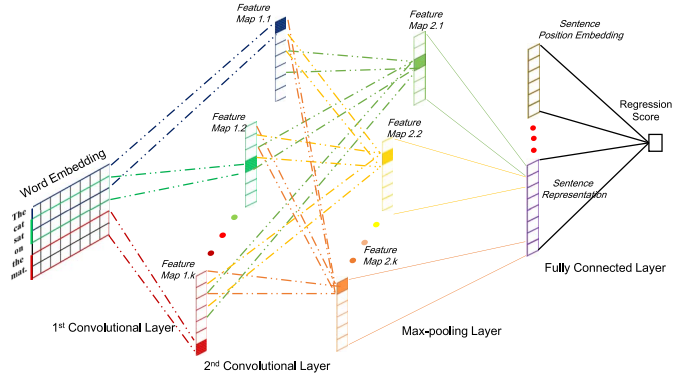 Feature
Map 1.1
Feature
Map 2.1
Sentence
Position Embedding
Regression
Score
Feature
Map 1.2
Feature
Map 2.2
Word Embedding
The
cat
sat
on
the
mat.
Sentence
Representation
Feature
Map 1.k
Feature
Map 2.k
Fully Connected Layer
1st Convolutional Layer
Max-pooling Layer
2nd Convolutional Layer